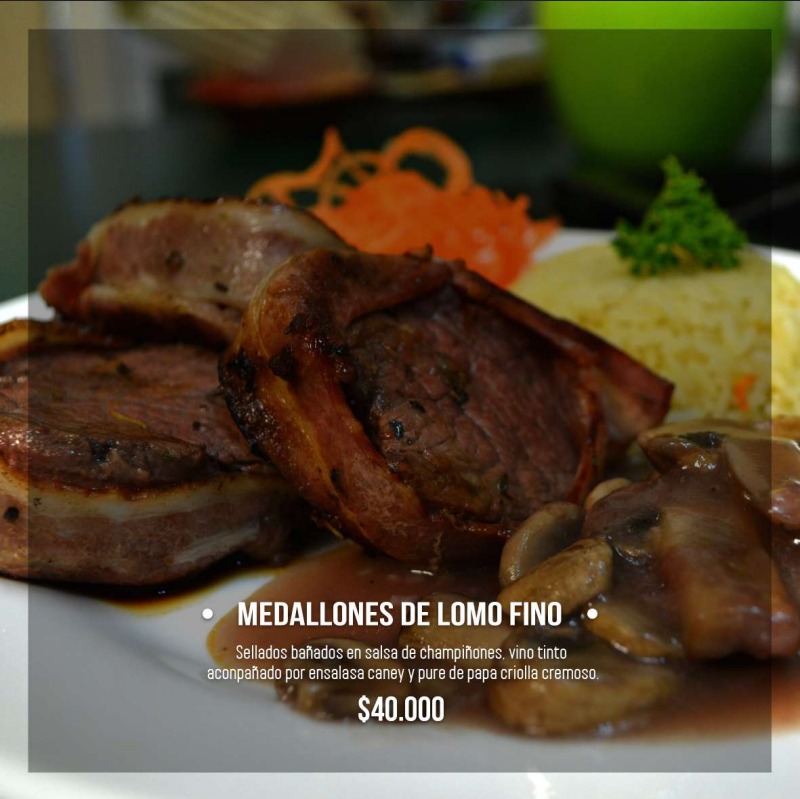 • MEDALLONES DE LOMO FINO •
Sellados bañados en salsa de champiñones, vino tinto
aconpañado por ensalasa caney y pure de papa criolla cremoso.
$40.000